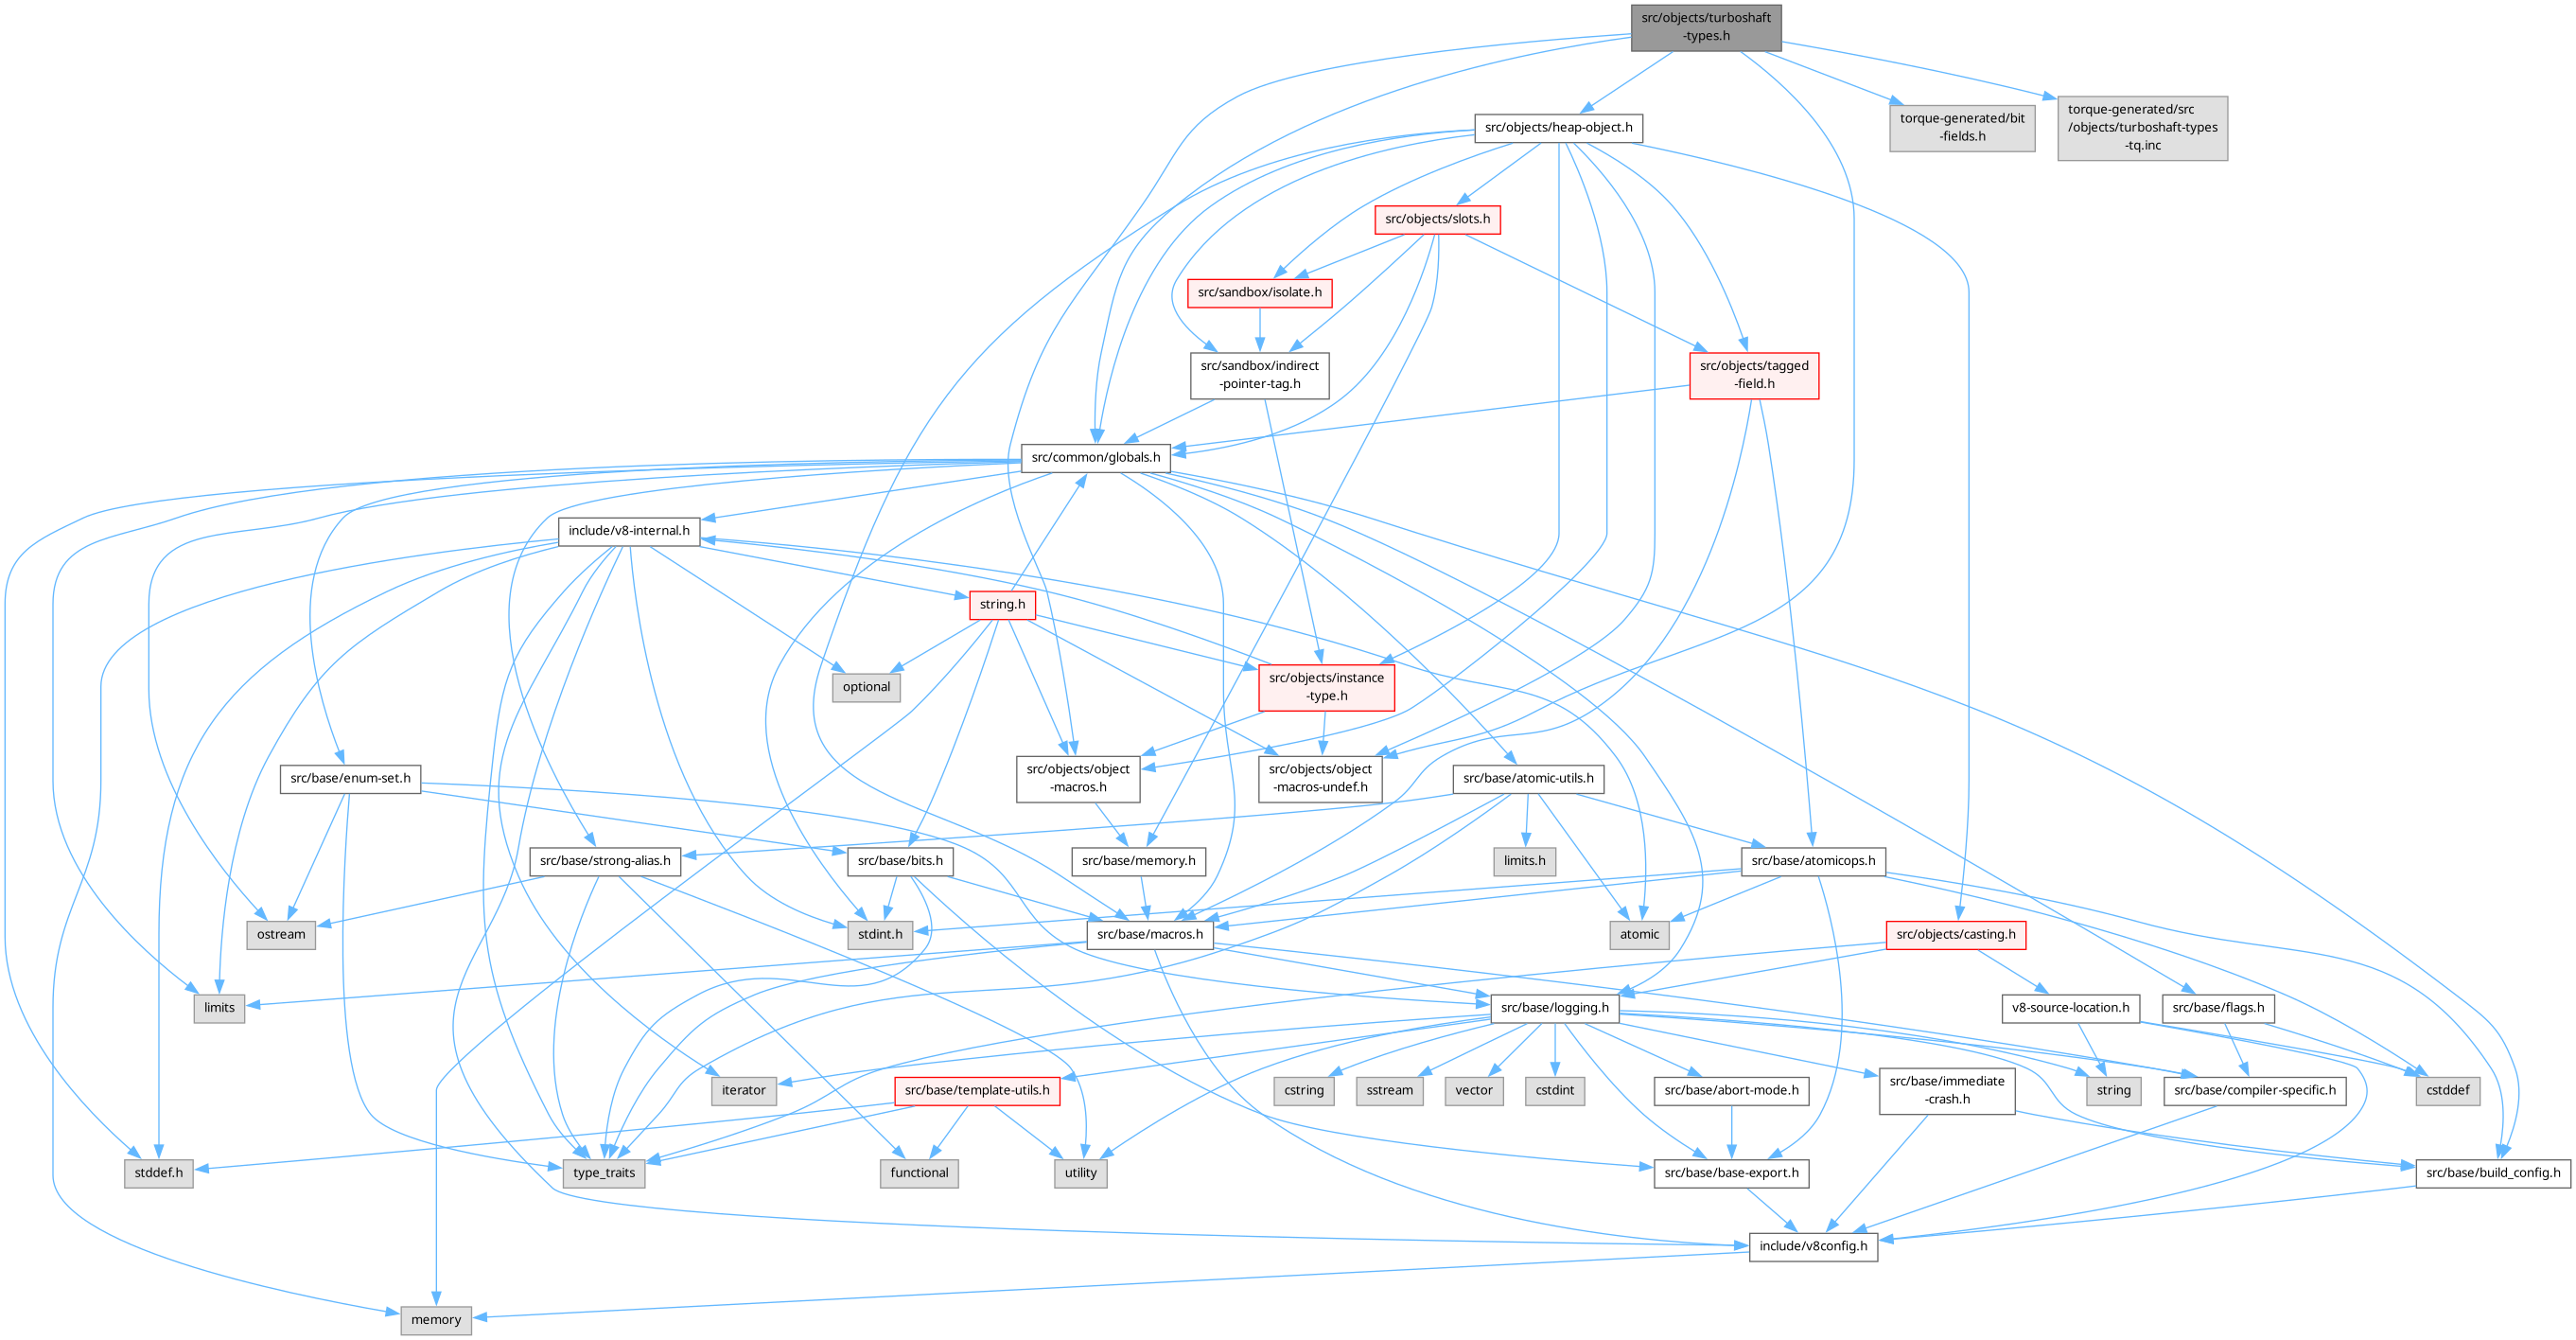 src/objects/turboshaft
-types.h
src/objects/heap-object.h
torque-generated/bit
-fields.h
torque-generated/src
/objects/turboshaft-types
-tq.inc
src/objects/slots.h
src/sandbox/isolate.h
src/sandbox/indirect
-pointer-tag.h
src/objects/tagged
-field.h
src/common/globals.h
include/v8-internal.h
string.h
optional
src/objects/instance
-type.h
src/base/enum-set.h
src/objects/object
-macros.h
src/objects/object
-macros-undef.h
src/base/atomic-utils.h
src/base/strong-alias.h
src/base/bits.h
src/base/memory.h
limits.h
src/base/atomicops.h
ostream
stdint.h
src/base/macros.h
atomic
src/objects/casting.h
limits
src/base/logging.h
v8-source-location.h
src/base/flags.h
iterator
src/base/template-utils.h
cstring
sstream
vector
cstdint
src/base/abort-mode.h
src/base/immediate
-crash.h
string
src/base/compiler-specific.h
cstddef
stddef.h
type_traits
functional
utility
src/base/base-export.h
src/base/build_config.h
include/v8config.h
memory